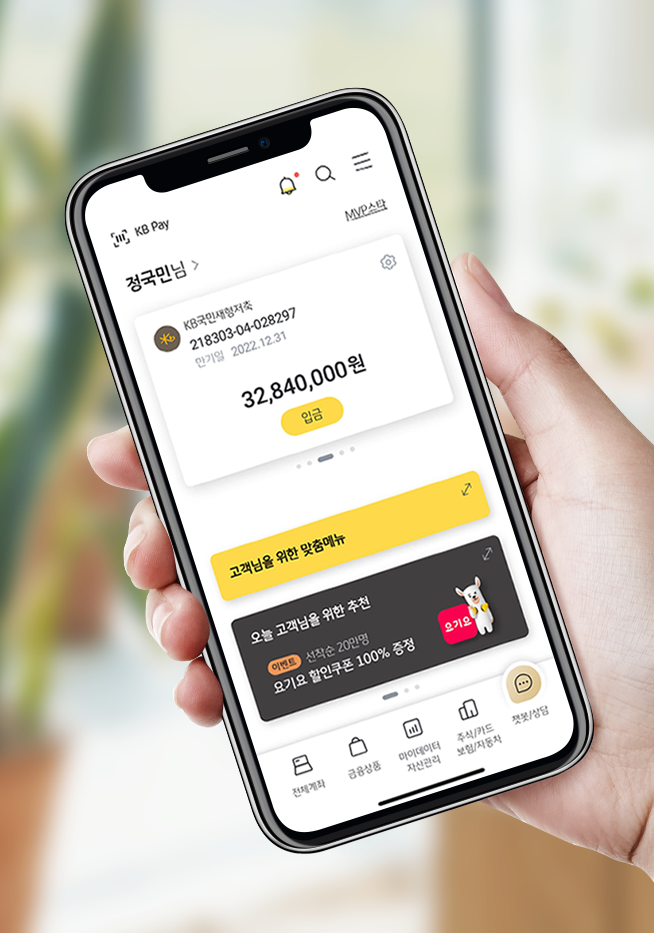 KB Pay
MVP스타
정국민님
KB국민재형저축
218303-04-028297
만기일 2022.12.31
32,840,000원
입금
고객님을 위한 맞춤메뉴
오늘 고객님을 위한 추천
이벤트 선착순 20만명
요기요 할인쿠폰 100% 증정
요기요
전체계좌
금융상품
마이데이터
자산관리
주식/카드
보험/자동차
챗봇/상담